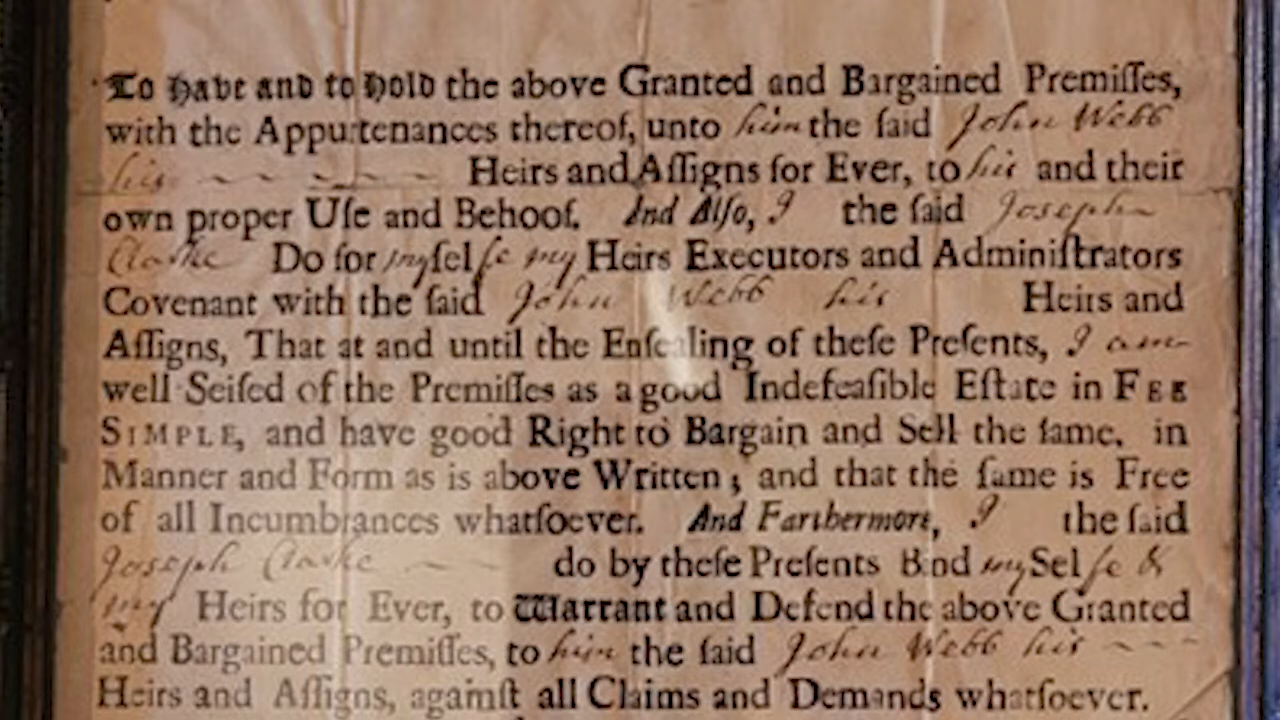 To have and to hold the above Granted and Bargained Premiſſes,
with the Appurtenances thereof, unto him the ſaid John Webb
his Heirs and Aſſigns for Ever, to his and their
own proper Uſe and Behoof. And Alſo, I the ſaid Joseph
Clarke Do for myſelfe my Heirs Executors and Adminiſtrators
Covenant with the ſaid John Webb his Heirs and
Aſſigns, That at and until the Enſealing of theſe Preſents, I am
well Seiſed of the Premiſſes as a good Indefeaſible Eſtate in FEE
SIMPLE, and have good Right to Bargain and Sell the ſame, in
Manner and Form as is above Written; and that the ſame is Free
of all Incumbrances whatſoever. And Farthermore, I the ſaid
Joseph Clarke do by theſe Preſents Bind mySelfe &
my Heirs for Ever, to Warrant and Defend the above Granted
and Bargained Premiſſes, to him the ſaid John Webb his
Heirs and Aſſigns, againſt all Claims and Demands whatſoever.